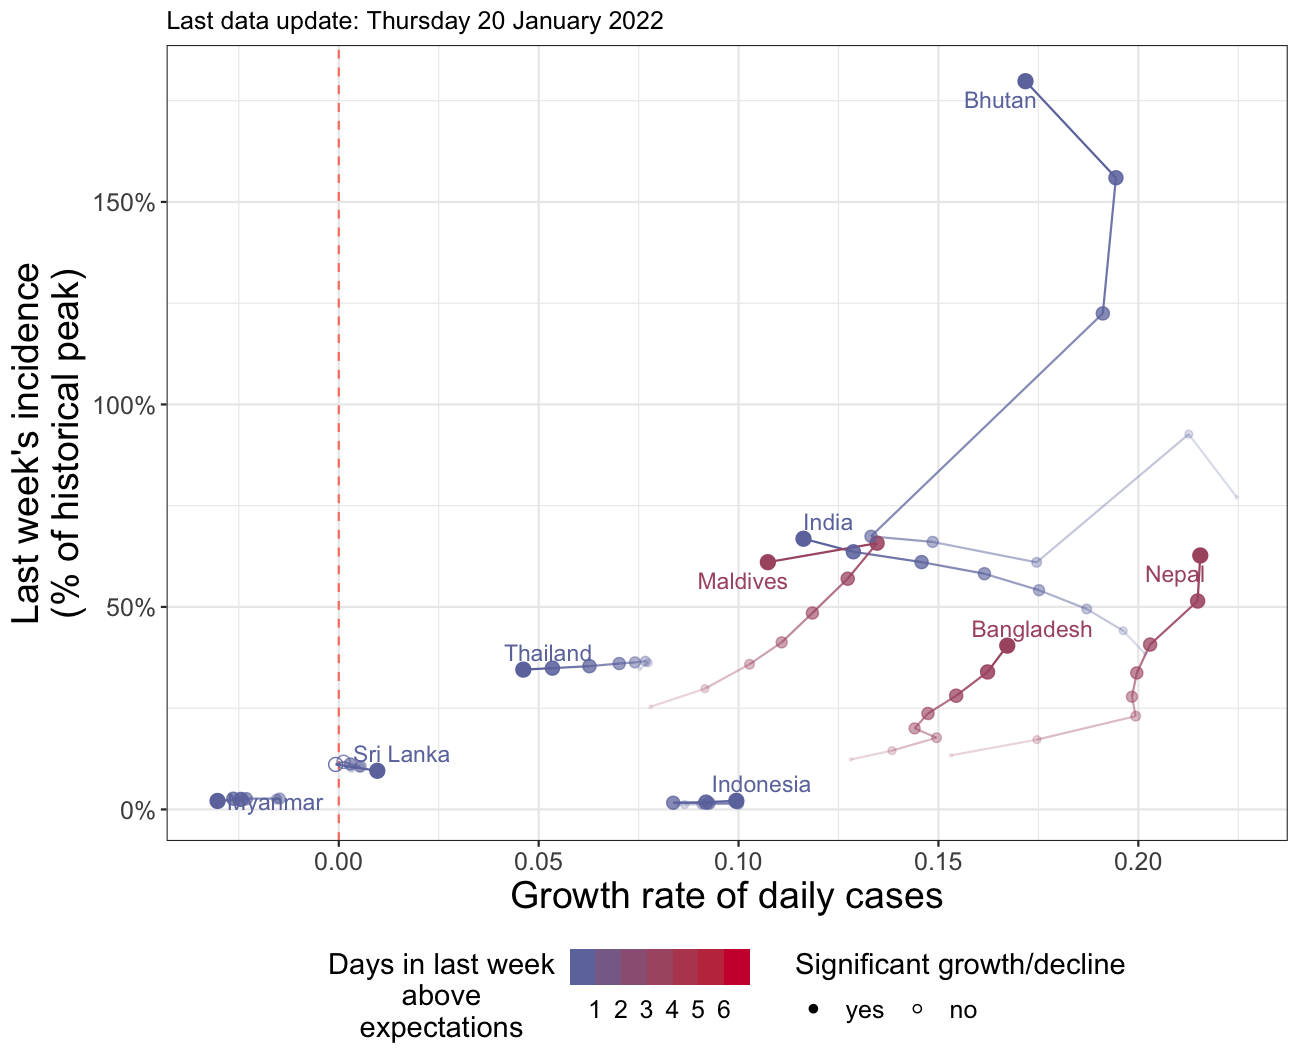 Last data update: Thursday 20 January 2022
Last week's incidence
(% of historical peak)
150%
100%
50%
0%
Bhutan
India
Maldives
Nepal
Bangladesh
Thailand
Sri Lanka
Indonesia
Myanmar
0.00
0.05
0.10
0.15
0.20
Growth rate of daily cases
Days in last week
above
expectations
1 2 3 4 5 6
Significant growth/decline
yes no